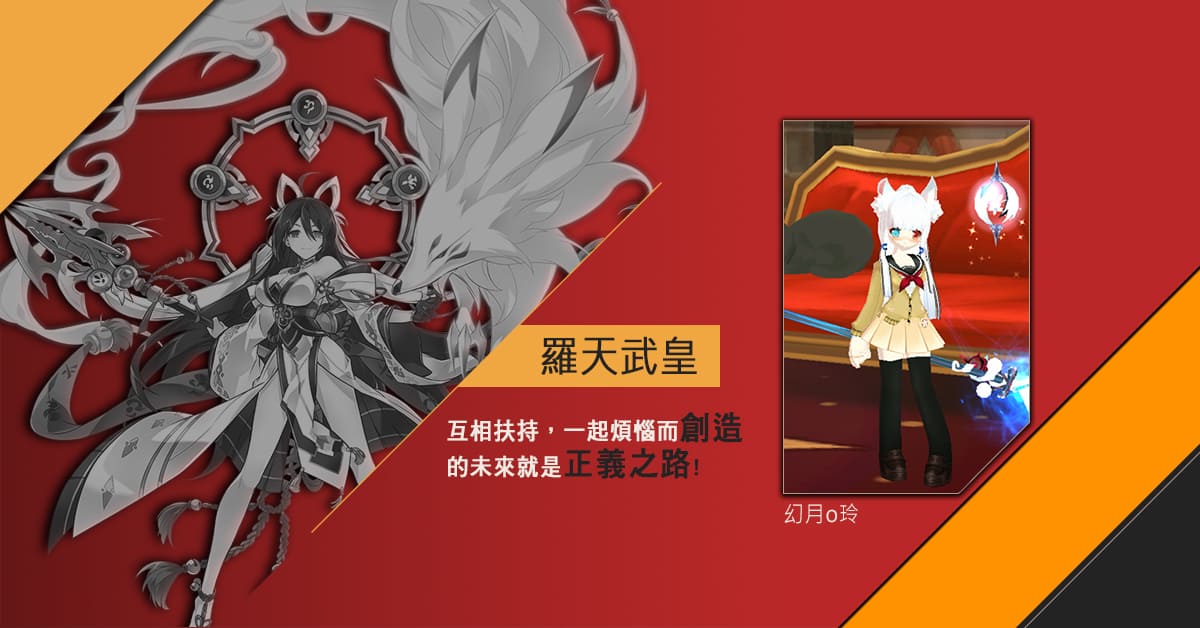 羅天武皇
互相扶持，一起煩惱而創造
的未來就是正義之路!
幻月o玲